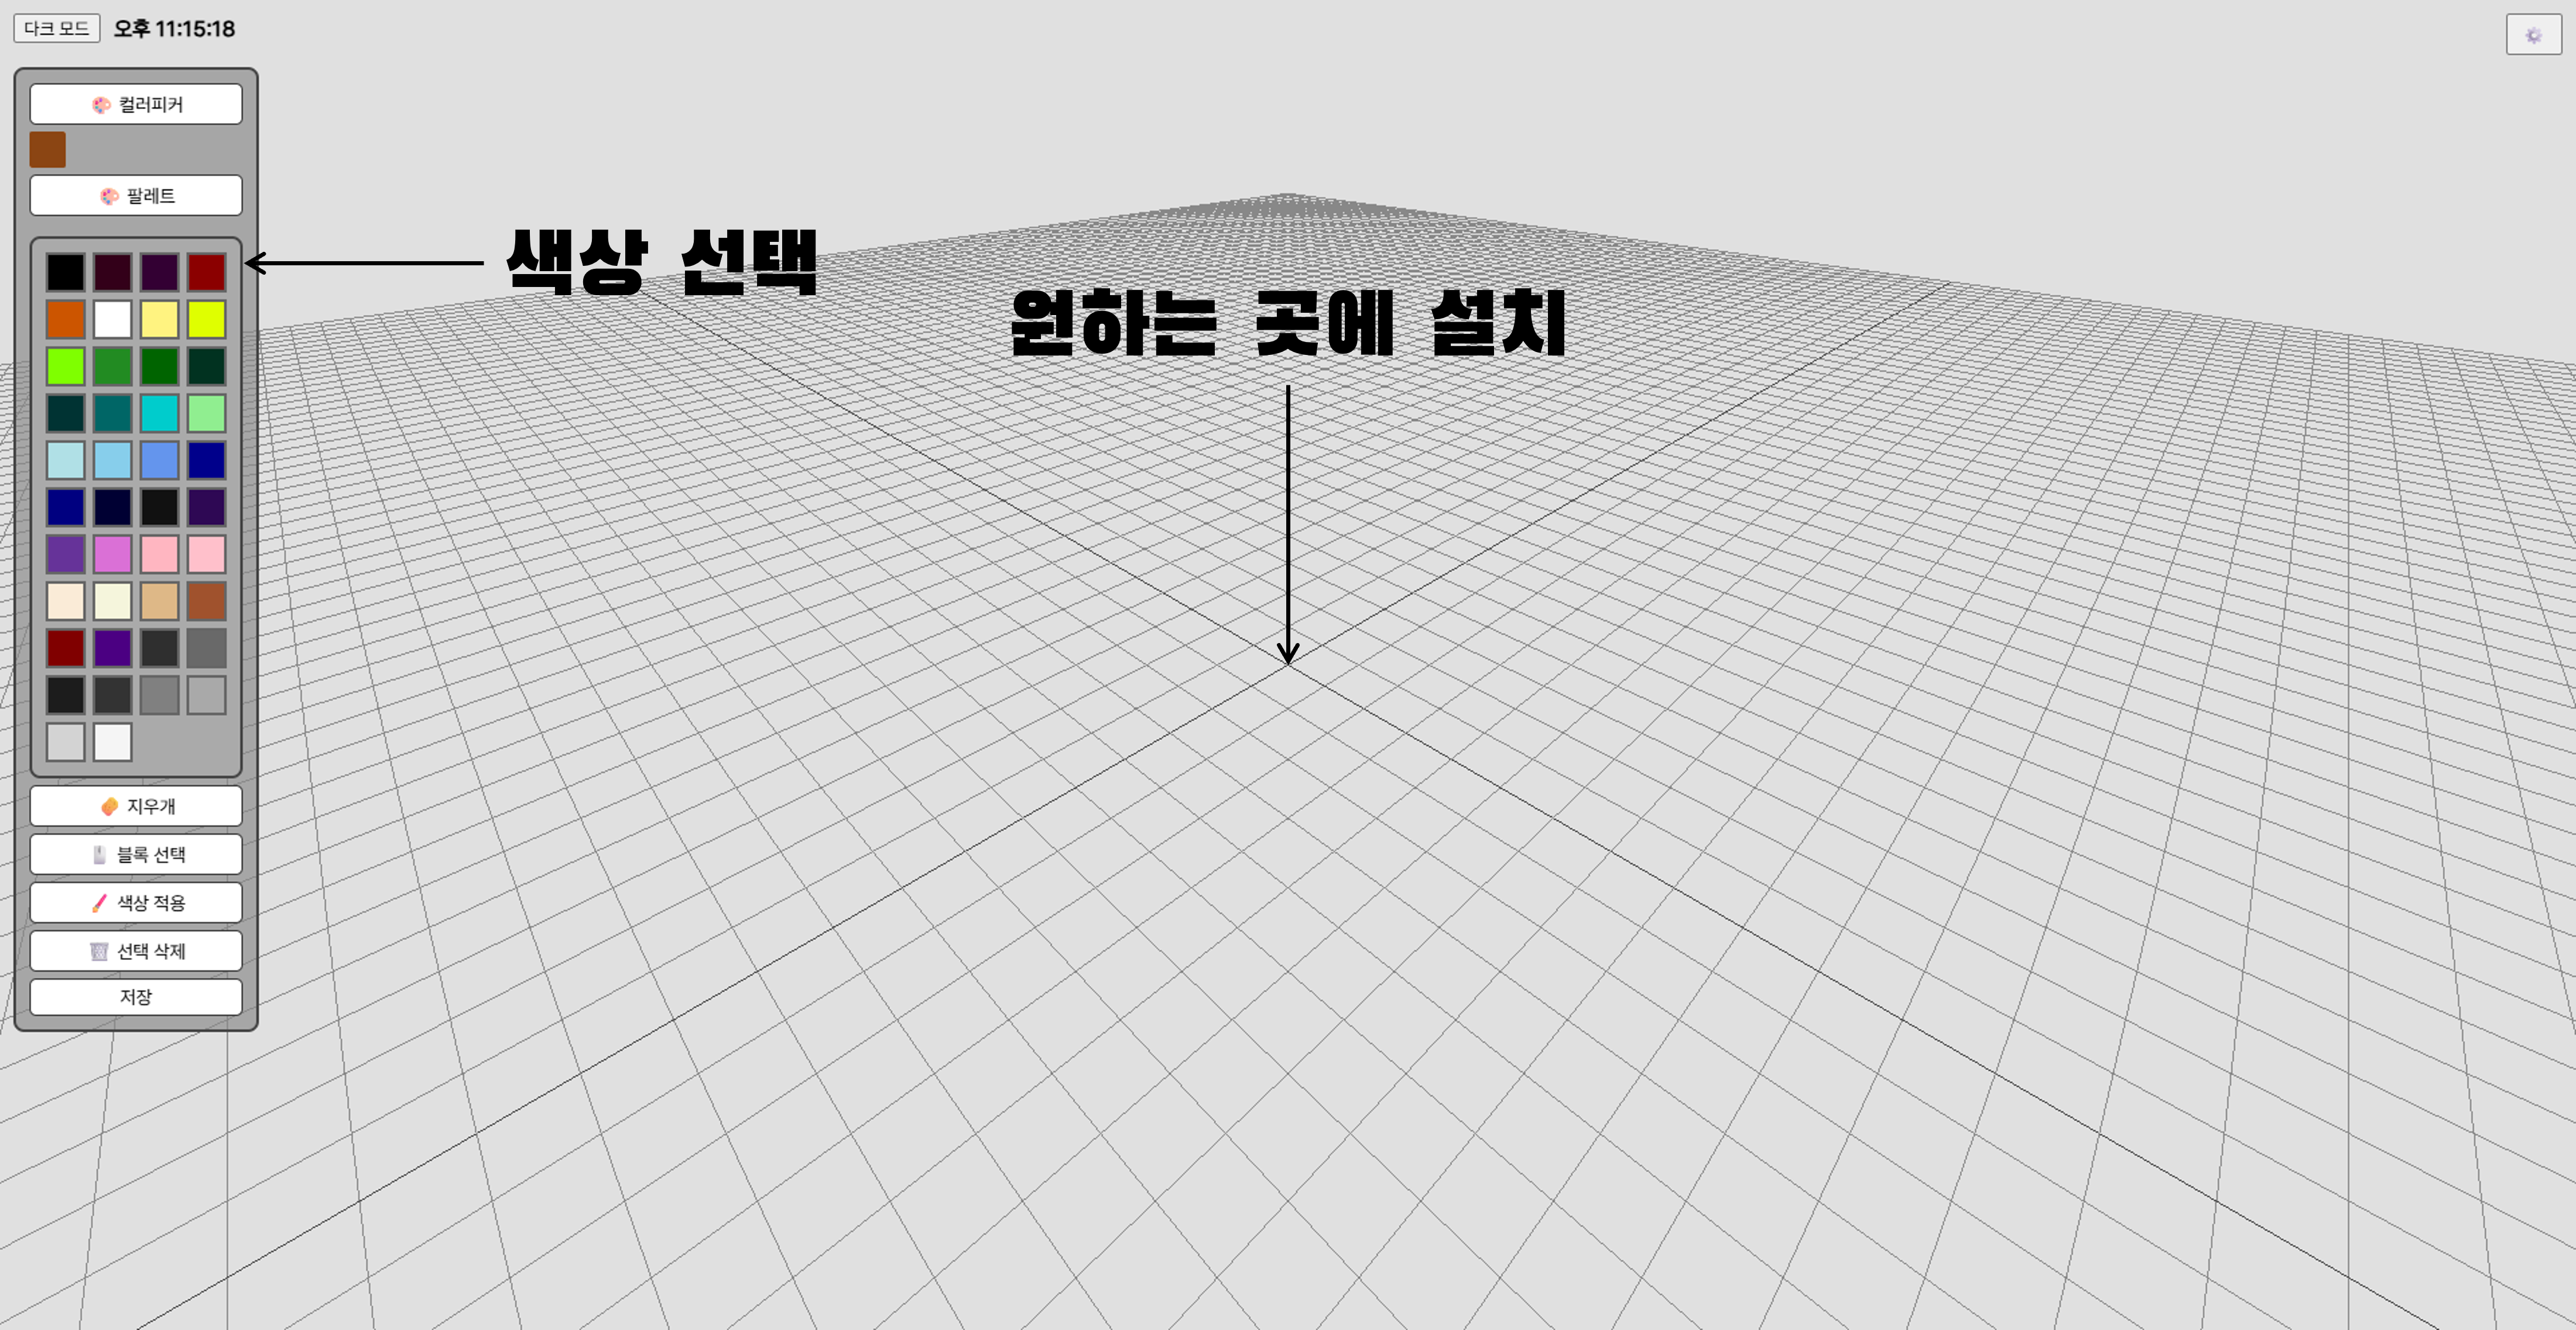 다크 모드 오후 11:15:18
컬러피커
팔레트
색상 선택
원하는 곳에 설치
지우개
블록 선택
색상 적용
선택 삭제
저장